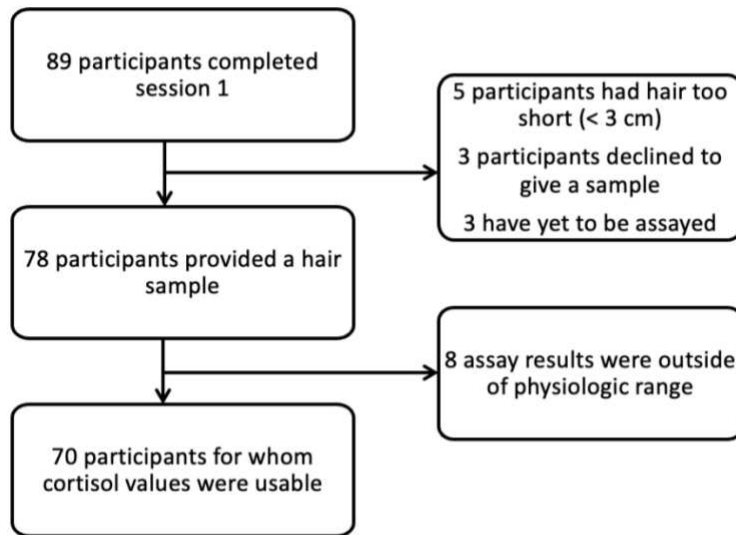 89 participants completed
session 1
5 participants had hair too
short (< 3 cm)
3 participants declined to
give a sample
3 have yet to be assayed
78 participants provided a hair
sample
8 assay results were outside
of physiologic range
70 participants for whom
cortisol values were usable